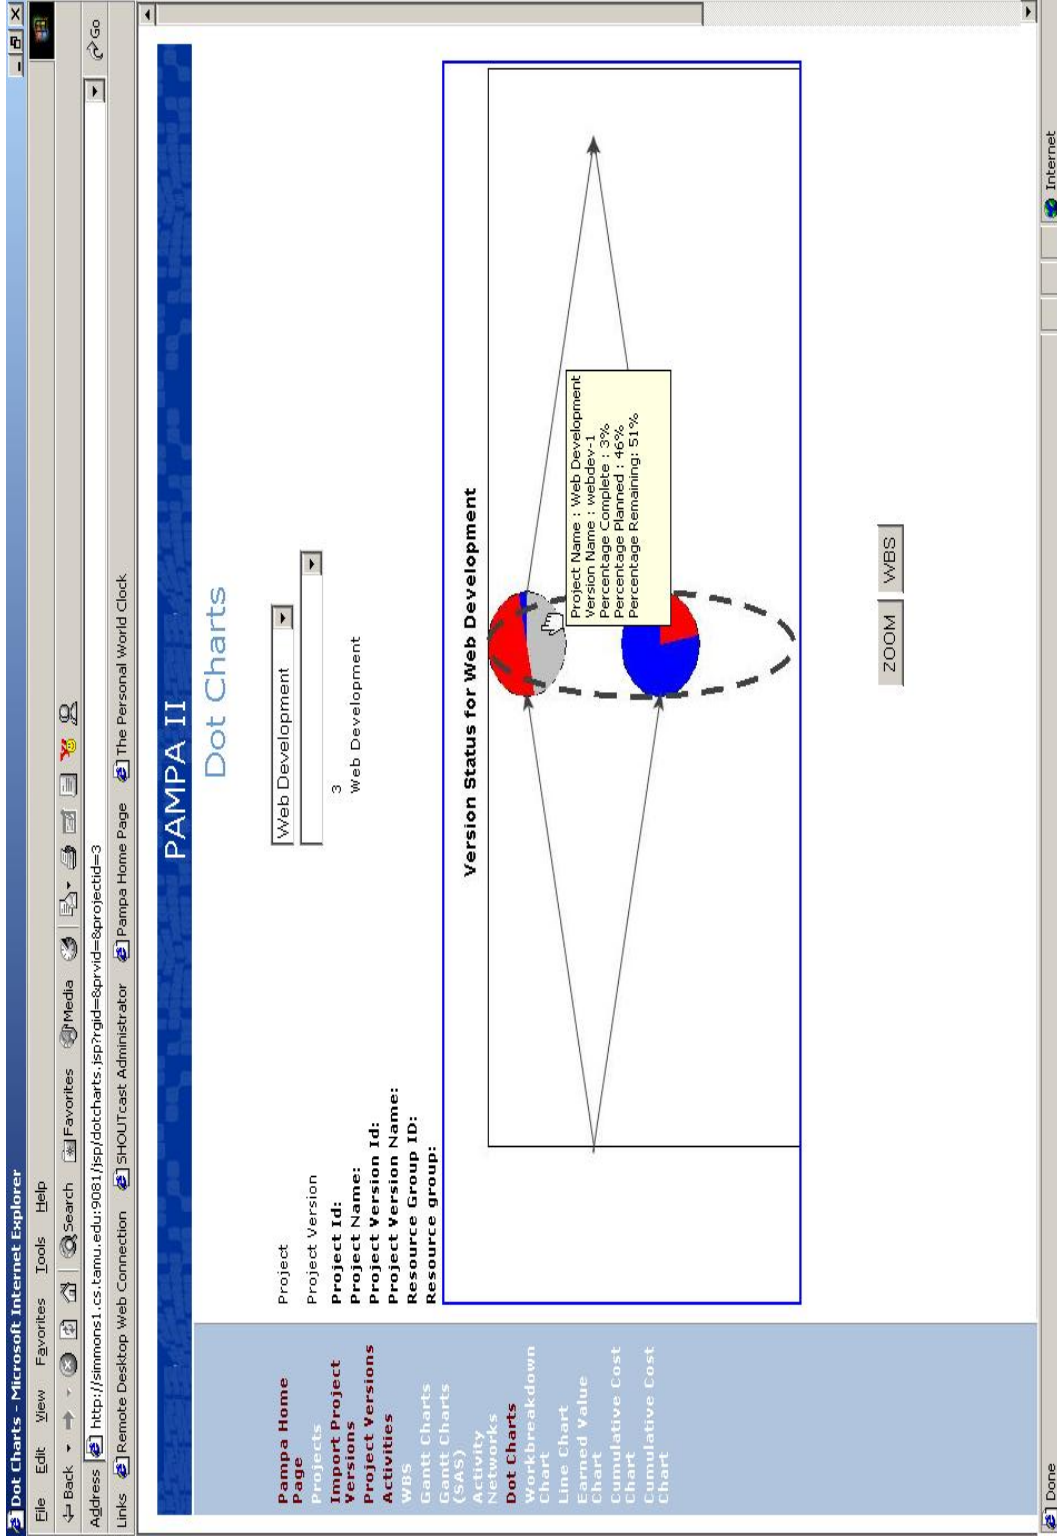 Dot Charts - Microsoft Internet Explorer
File Edit View Favorites Tools Help
Back Search Favorites Media
Address http://simmons1.cs.tamu.edu:9081/jsp/dotcharts.jsp?rgid=&prvid=&projectid=3 Go
Links Remote Desktop Web Connection SHOUTcast Administrator Pampa Home Page The Personal World Clock
PAMPA II
Dot Charts
Pampa Home
Page
Projects
Import Project
Versions
Project Versions
Activities
WBS
Gantt Charts
Gantt Charts
(SAS)
Activity
Networks
Dot Charts
Workbreakdown
Chart
Line Chart
Earned Value
Chart
Cumulative Cost
Chart
Cumulative Cost
Chart
Project Web Development
Project Version
Project Id: 3
Project Name: Web Development
Project Version Id:
Project Version Name:
Resource Group ID:
Resource group:
Version Status for Web Development
Project Name : Web Development
Version Name : webdev-1
Percentage Complete : 3%
Percentage Planned : 46%
Percentage Remaining: 51%
ZOOM WBS
Done Internet